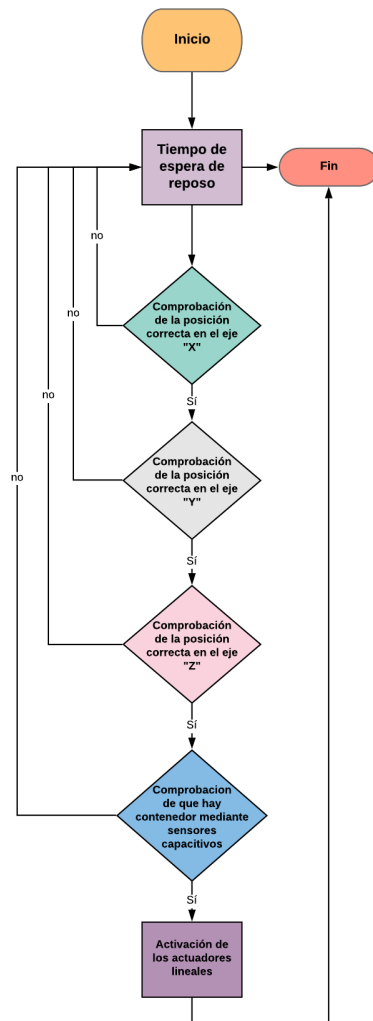 Inicio
Tiempo de
espera de
reposo
Fin
no
Comprobación
de la posición
correcta en el eje
"X"
no
Sí
no
Comprobación
de la posición
correcta en el eje
"Y"
no
Sí
Comprobación
de la posición
correcta en el eje
"Z"
Sí
Comprobacion
de que hay
contenedor mediante
sensores
capacitivos
Sí
Activación de
los actuadores
lineales